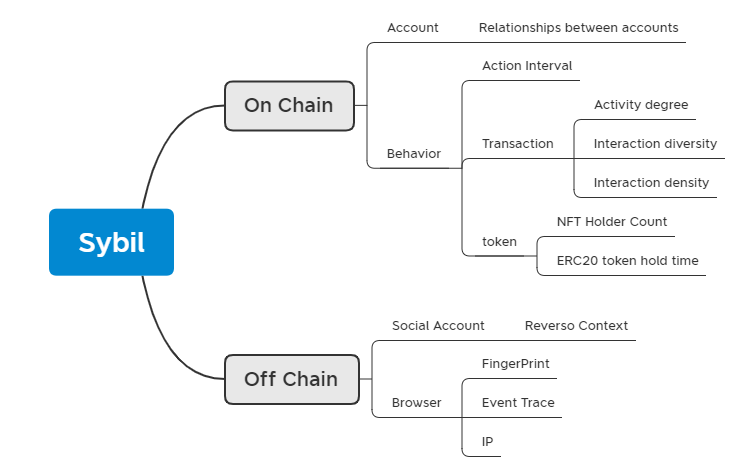 Sybil
On Chain
Account
Relationships between accounts
Behavior
Action Interval
Transaction
Activity degree
Interaction diversity
Interaction density
token
NFT Holder Count
ERC20 token hold time
Off Chain
Social Account
Reverso Context
Browser
FingerPrint
Event Trace
IP